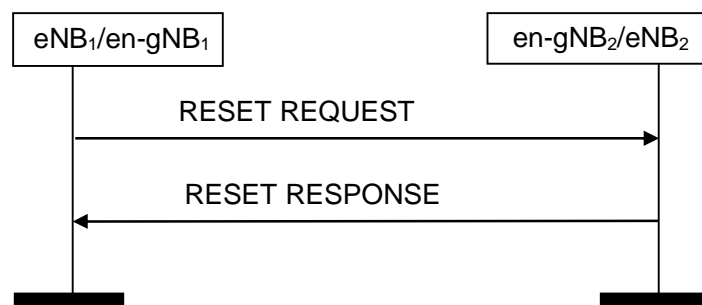 eNB₁/en-gNB₁
en-gNB₂/eNB₂
RESET REQUEST
RESET RESPONSE